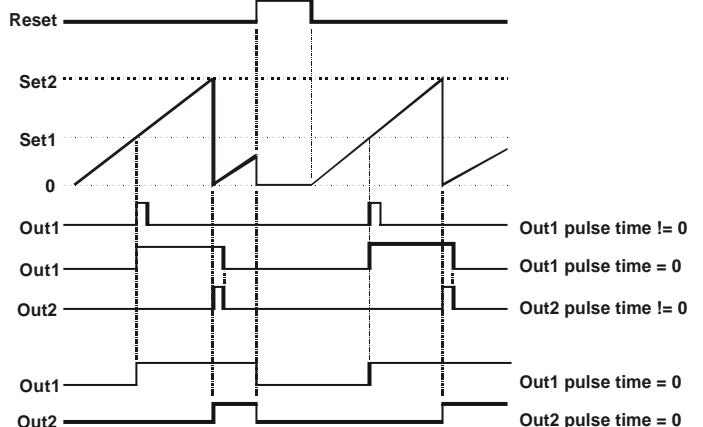 Reset
Set2
Set1
0
Out1 Out1 pulse time != 0
Out1 Out1 pulse time = 0
Out2 Out2 pulse time != 0
Out1 Out1 pulse time = 0
Out2 Out2 pulse time = 0